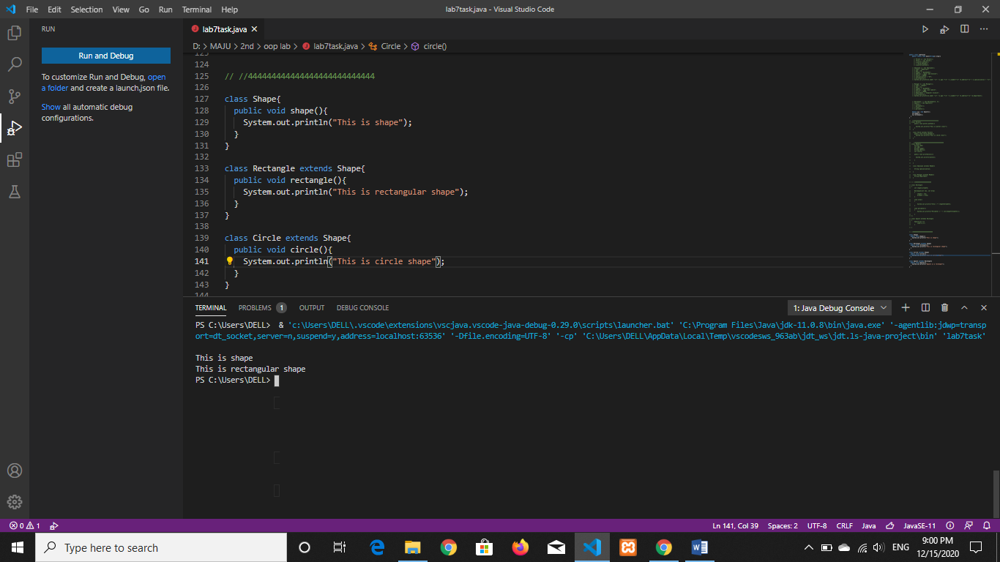 File Edit Selection View Go Run Terminal Help
lab7task.java - Visual Studio Code
RUN
Run and Debug
To customize Run and Debug, open
a folder and create a launch.json file.
Show all automatic debug
configurations.
lab7task.java
D: > MAJU > 2nd > oop lab > lab7task.java > Circle > circle()
123
124
125 // //444444444444444444444444444
126
127 class Shape{
128 public void shape(){
129 System.out.println("This is shape");
130 }
131 }
132
133 class Rectangle extends Shape{
134 public void rectangle(){
135 System.out.println("This is rectangular shape");
136 }
137 }
138
139 class Circle extends Shape{
140 public void circle(){
141 System.out.println("This is circle shape");
142 }
143 }
144
TERMINAL PROBLEMS 1 OUTPUT DEBUG CONSOLE
1: Java Debug Console
PS C:\Users\DELL> & 'c:\Users\DELL\.vscode\extensions\vscjava.vscode-java-debug-0.29.0\scripts\launcher.bat' 'C:\Program Files\Java\jdk-11.0.8\bin\java.exe' '-agentlib:jdwp=transp
ort=dt_socket,server=n,suspend=y,address=localhost:63536' '-Dfile.encoding=UTF-8' '-cp' 'C:\Users\DELL\AppData\Local\Temp\vscodesws_963ab\jdt_ws\jdt.ls-java-project\bin' 'lab7task'
This is shape
This is rectangular shape
PS C:\Users\DELL>
0 1
Ln 141, Col 39 Spaces: 2 UTF-8 CRLF Java JavaSE-11
Type here to search
ENG
9:00 PM
12/15/2020